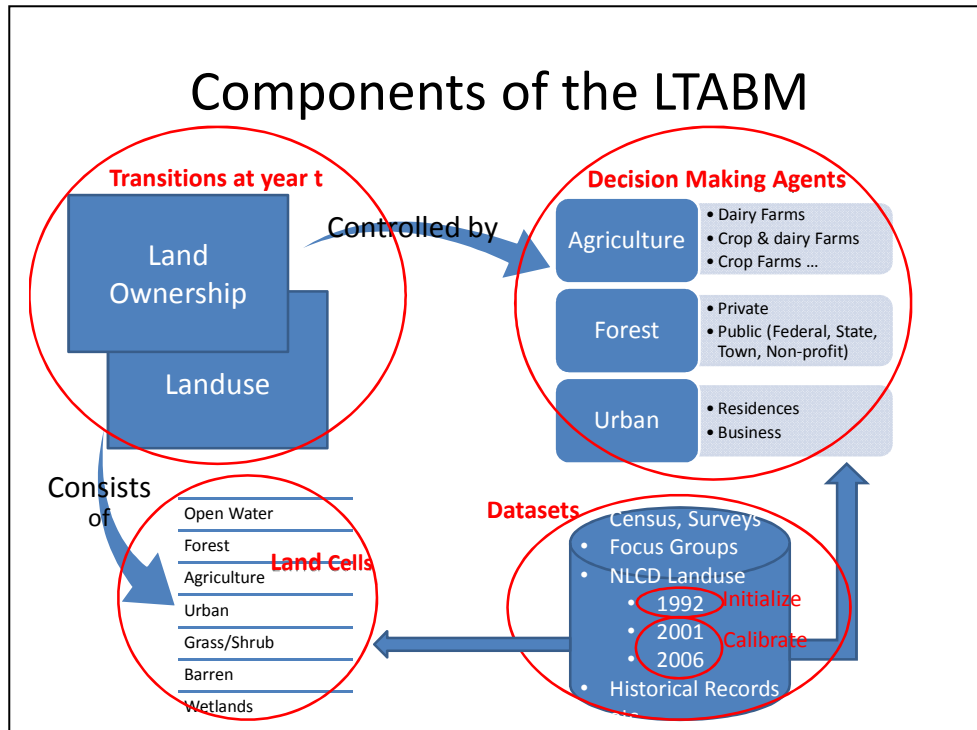 Components of the LTABM
Transitions at year t
Land
Ownership
Landuse
Controlled by
Decision Making Agents
Agriculture
• Dairy Farms
• Crop & dairy Farms
• Crop Farms ...
Forest
• Private
• Public (Federal, State,
Town, Non-profit)
Urban
• Residences
• Business
Consists
of
Open Water
Forest
Land Cells
Agriculture
Urban
Grass/Shrub
Barren
Wetlands
Datasets
Census, Surveys
• Focus Groups
• NLCD Landuse
• 1992 Initialize
• 2001
Calibrate
• 2006
• Historical Records